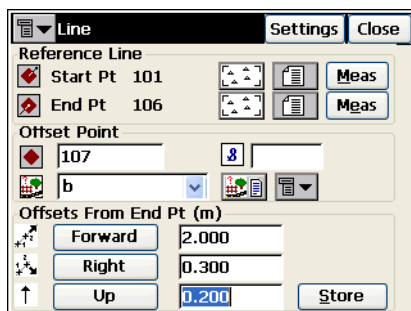 Line Settings Close
Reference Line
Start Pt 101 Meas
End Pt 106 Meas
Offset Point
107
b
Offsets From End Pt (m)
Forward 2.000
Right 0.300
Up 0.200 Store